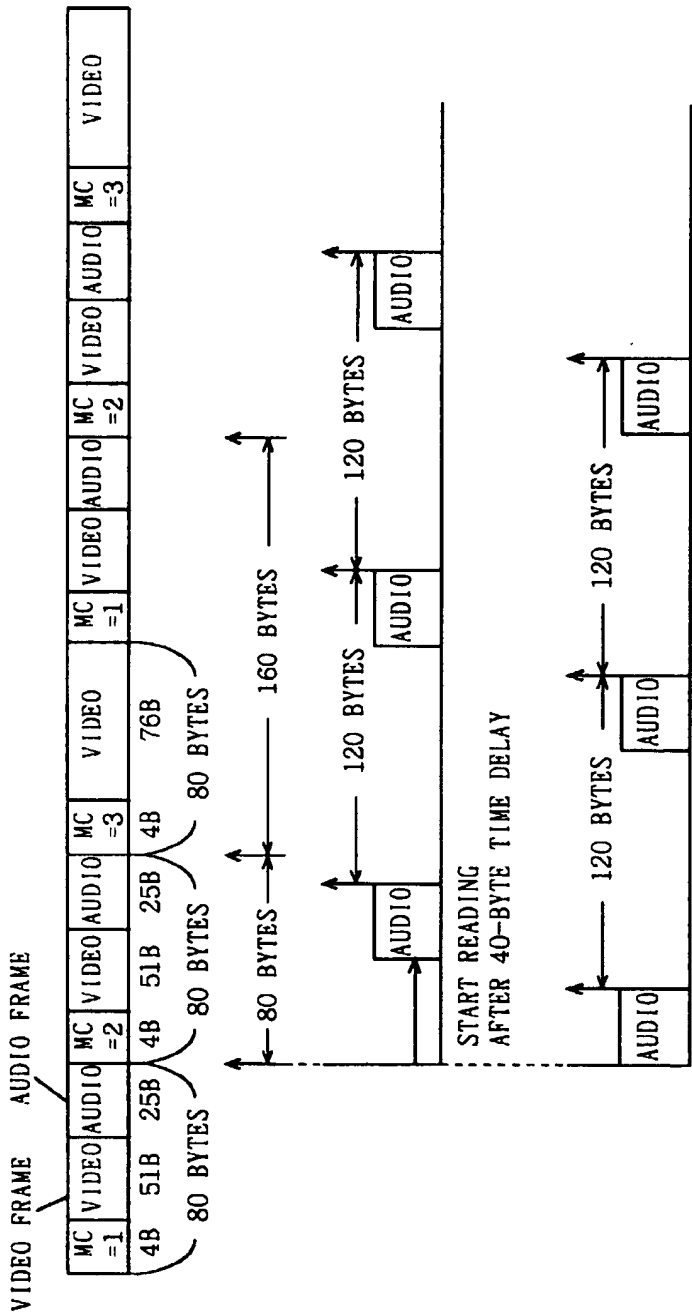 VIDEO FRAME AUDIO FRAME
MC =1 VIDEO AUDIO MC =2 VIDEO AUDIO MC =3 VIDEO MC =1 VIDEO AUDIO MC =2 VIDEO AUDIO MC =3 VIDEO
4B 51B 25B 4B 51B 25B 4B 76B
80 BYTES 80 BYTES 80 BYTES
80 BYTES 160 BYTES
120 BYTES 120 BYTES
AUDIO AUDIO AUDIO
START READING
AFTER 40-BYTE TIME DELAY
120 BYTES 120 BYTES
AUDIO AUDIO AUDIO